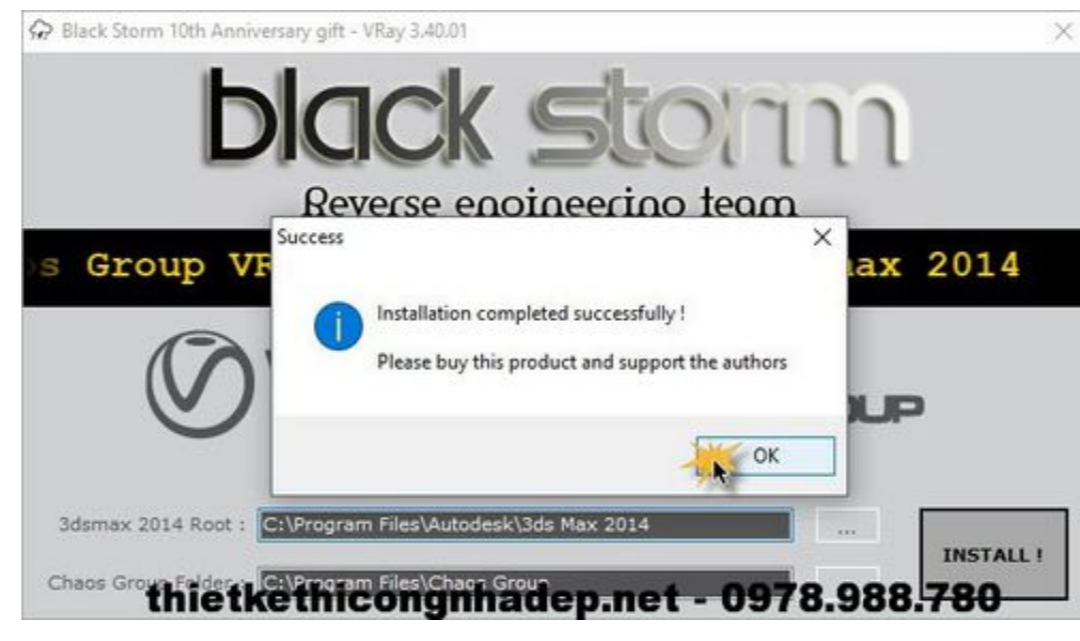 Black Storm 10th Anniversary gift - VRay 3.40.01
black storm
Reverse engineering team
Success
s Group VR
ax 2014
Installation completed successfully !
Please buy this product and support the authors
OUP
OK
3dsmax 2014 Root :
C:\Program Files\Autodesk\3ds Max 2014
...
INSTALL !
Chaos Group Folder :
C:\Program Files\Chaos Group
thietkethicongnhadep.net - 0978.988.780